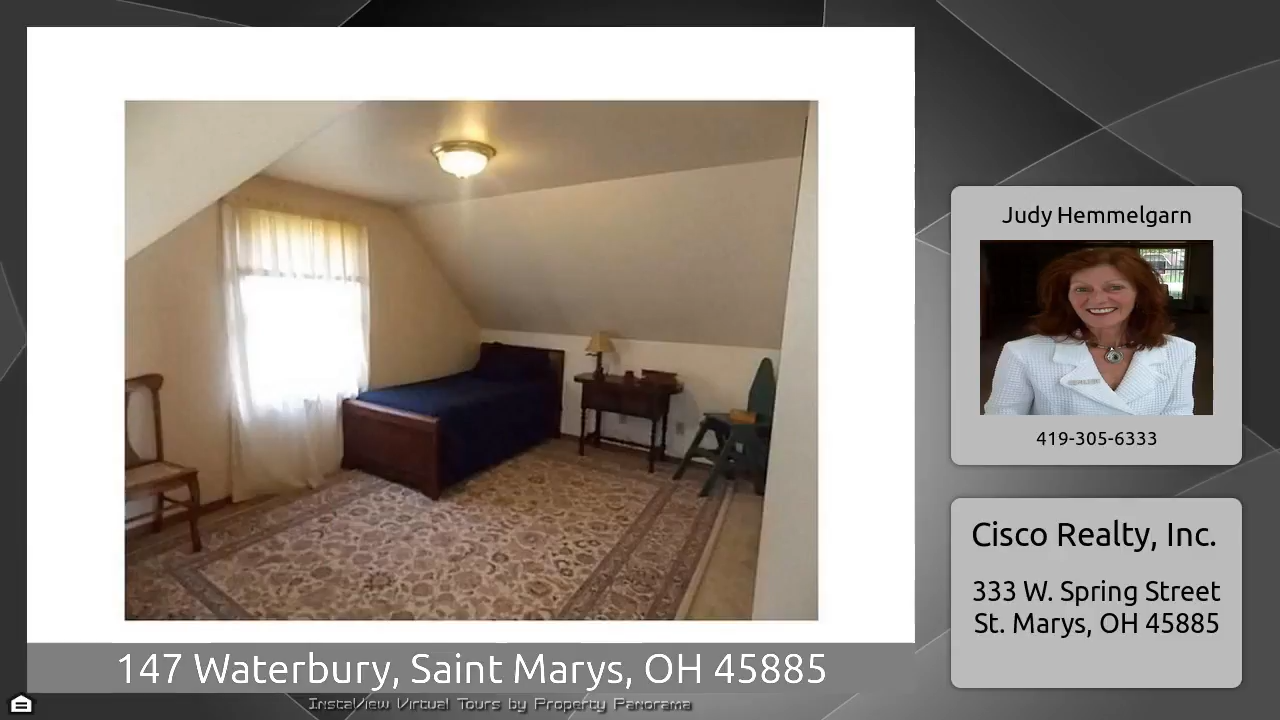 147 Waterbury, Saint Marys, OH 45885
InstaView Virtual Tours by Property Panorama
Judy Hemmelgarn
419-305-6333
Cisco Realty, Inc.
333 W. Spring Street
St. Marys, OH 45885